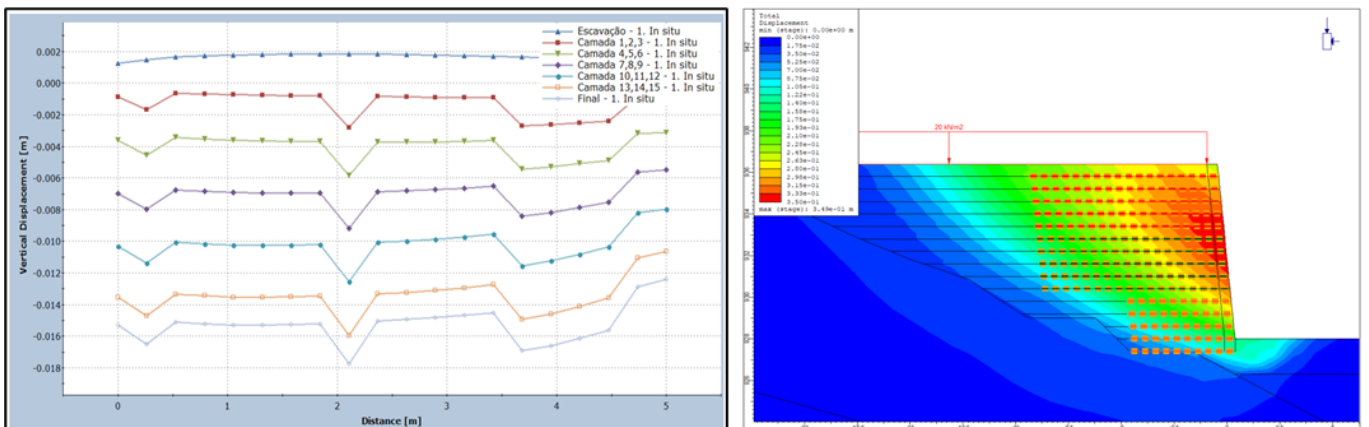 Escavação - 1. In situ
Camada 1,2,3 - 1. In situ
Camada 4,5,6 - 1. In situ
Camada 7,8,9 - 1. In situ
Camada 10,11,12 - 1. In situ
Camada 13,14,15 - 1. In situ
Final - 1. In situ
Vertical Displacement [m]
0.002
0.000
-0.002
-0.004
-0.006
-0.008
-0.010
-0.012
-0.014
-0.016
-0.018
0 1 2 3 4 5
Distance [m]
Total
Displacement
min (stage): 0.00e+00 m
0.00e+00
1.75e-02
3.50e-02
5.25e-02
7.00e-02
8.75e-02
1.05e-01
1.22e-01
1.40e-01
1.58e-01
1.75e-01
1.93e-01
2.10e-01
2.28e-01
2.45e-01
2.63e-01
2.80e-01
2.98e-01
3.15e-01
3.33e-01
3.50e-01
max (stage): 3.49e-01 m
20 kN/m2